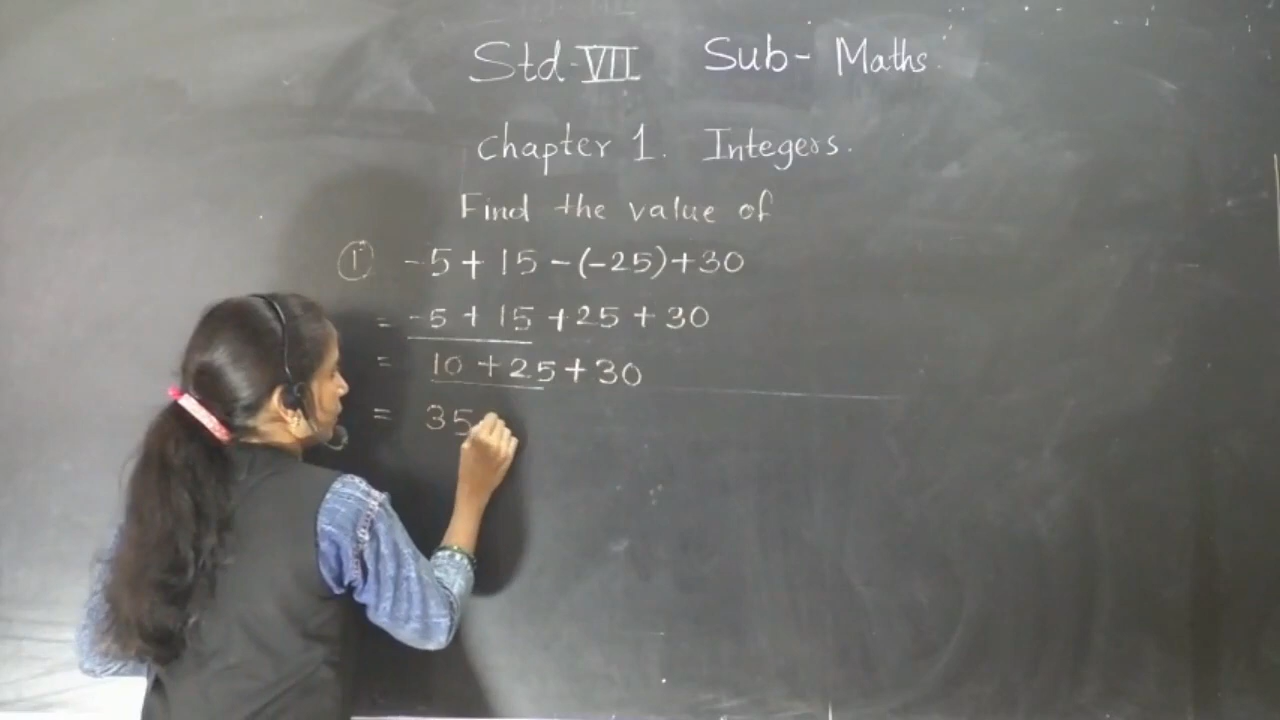 Std-VII Sub- Maths.
Chapter 1. Integers.
Find the value of
① -5+15-(-25)+30
= -5+15+25+30
= 10+25+30
= 35